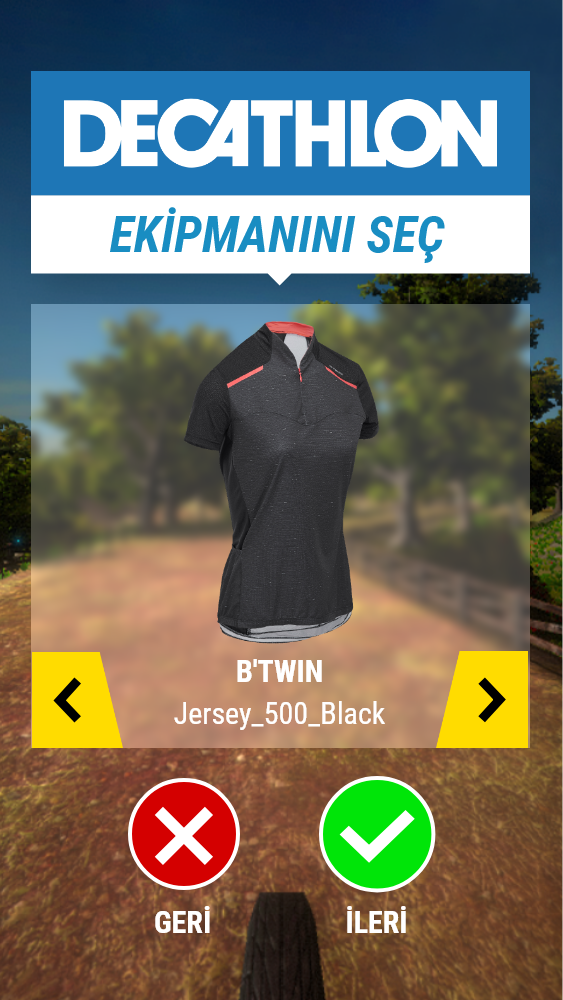 DECATHLON
EKİPMANINI SEÇ
B'TWIN
Jersey_500_Black
GERİ
İLERİ